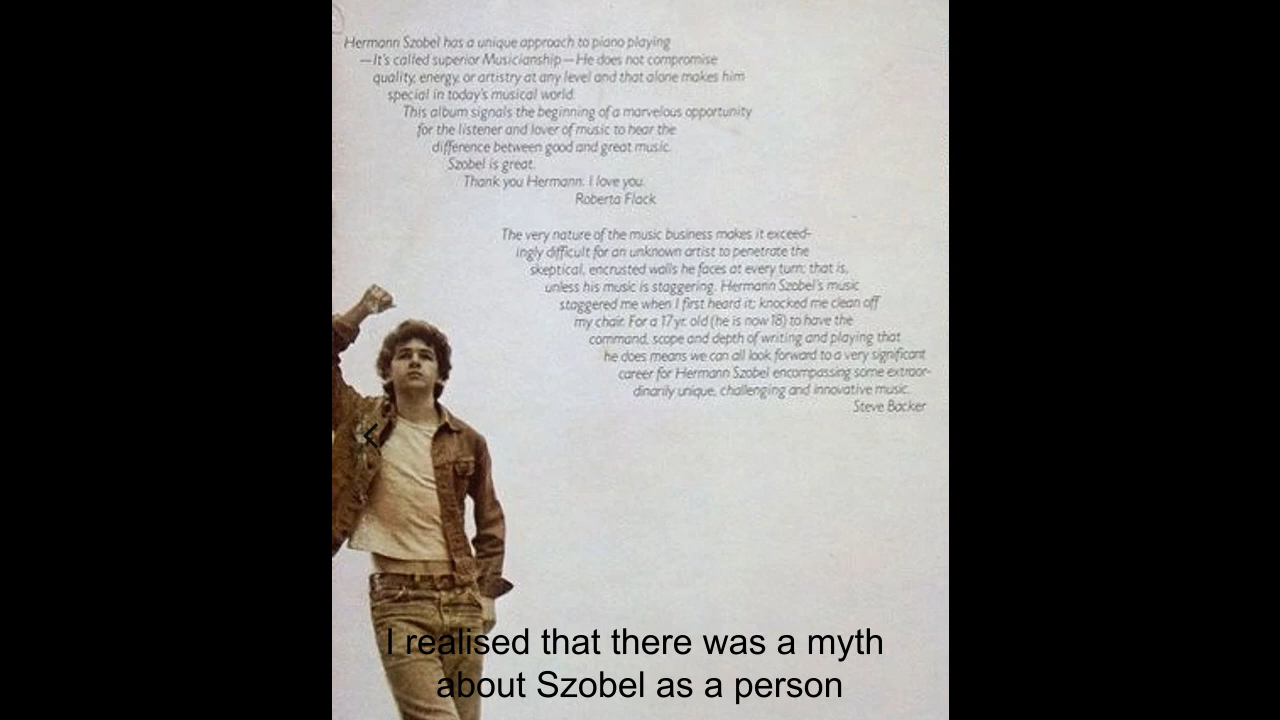 Hermann Szobel has a unique approach to piano playing
—It's called superior Musicianship—He does not compromise
quality, energy, or artistry at any level and that alone makes him
special in today's musical world.
This album signals the beginning of a marvelous opportunity
for the listener and lover of music to hear the
difference between good and great music.
Szobel is great.
Thank you Hermann. I love you.
Roberta Flack
The very nature of the music business makes it exceed-
ingly difficult for an unknown artist to penetrate the
skeptical, encrusted walls he faces at every turn; that is,
unless his music is staggering. Hermann Szobel's music
staggered me when I first heard it; knocked me clean off
my chair. For a 17 yr. old (he is now 18) to have the
command, scope and depth of writing and playing that
he does means we can all look forward to a very significant
career for Hermann Szobel encompassing some extraor-
dinarily unique, challenging and innovative music.
Steve Backer
I realised that there was a myth
about Szobel as a person